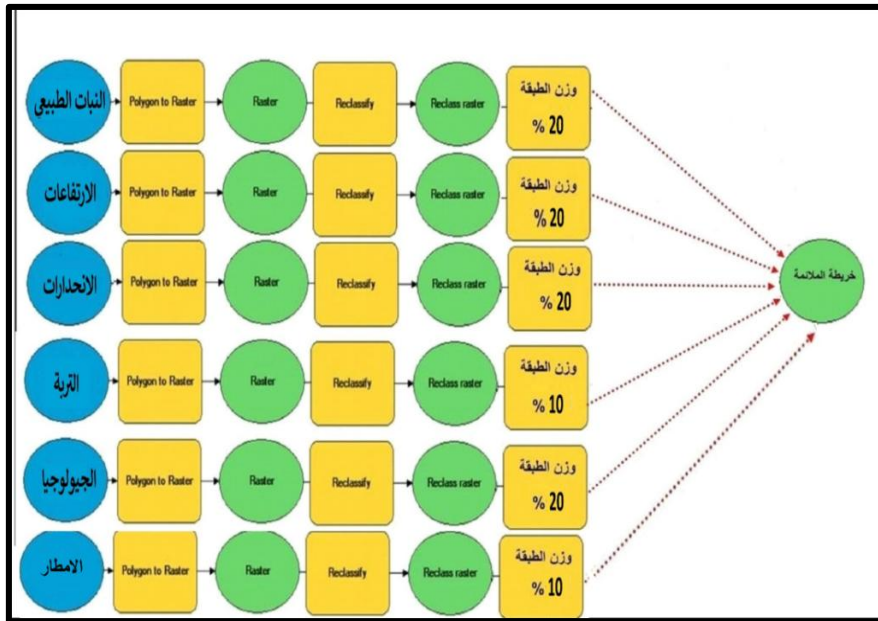 النبات الطبيعي
Polygon to Raster
Raster
Reclassify
Reclass raster
وزن الطبقة
% 20
الارتفاعات
Polygon to Raster
Raster
Reclassify
Reclass raster
وزن الطبقة
% 20
الانحدارات
Polygon to Raster
Raster
Reclassify
Reclass raster
وزن الطبقة
% 20
خريطة الملائمة
التربة
Polygon to Raster
Raster
Reclassify
Reclass raster
وزن الطبقة
% 10
الجيولوجيا
Polygon to Raster
Raster
Reclassify
Reclass raster
وزن الطبقة
% 20
الامطار
Polygon to Raster
Raster
Reclassify
Reclass raster
وزن الطبقة
% 10